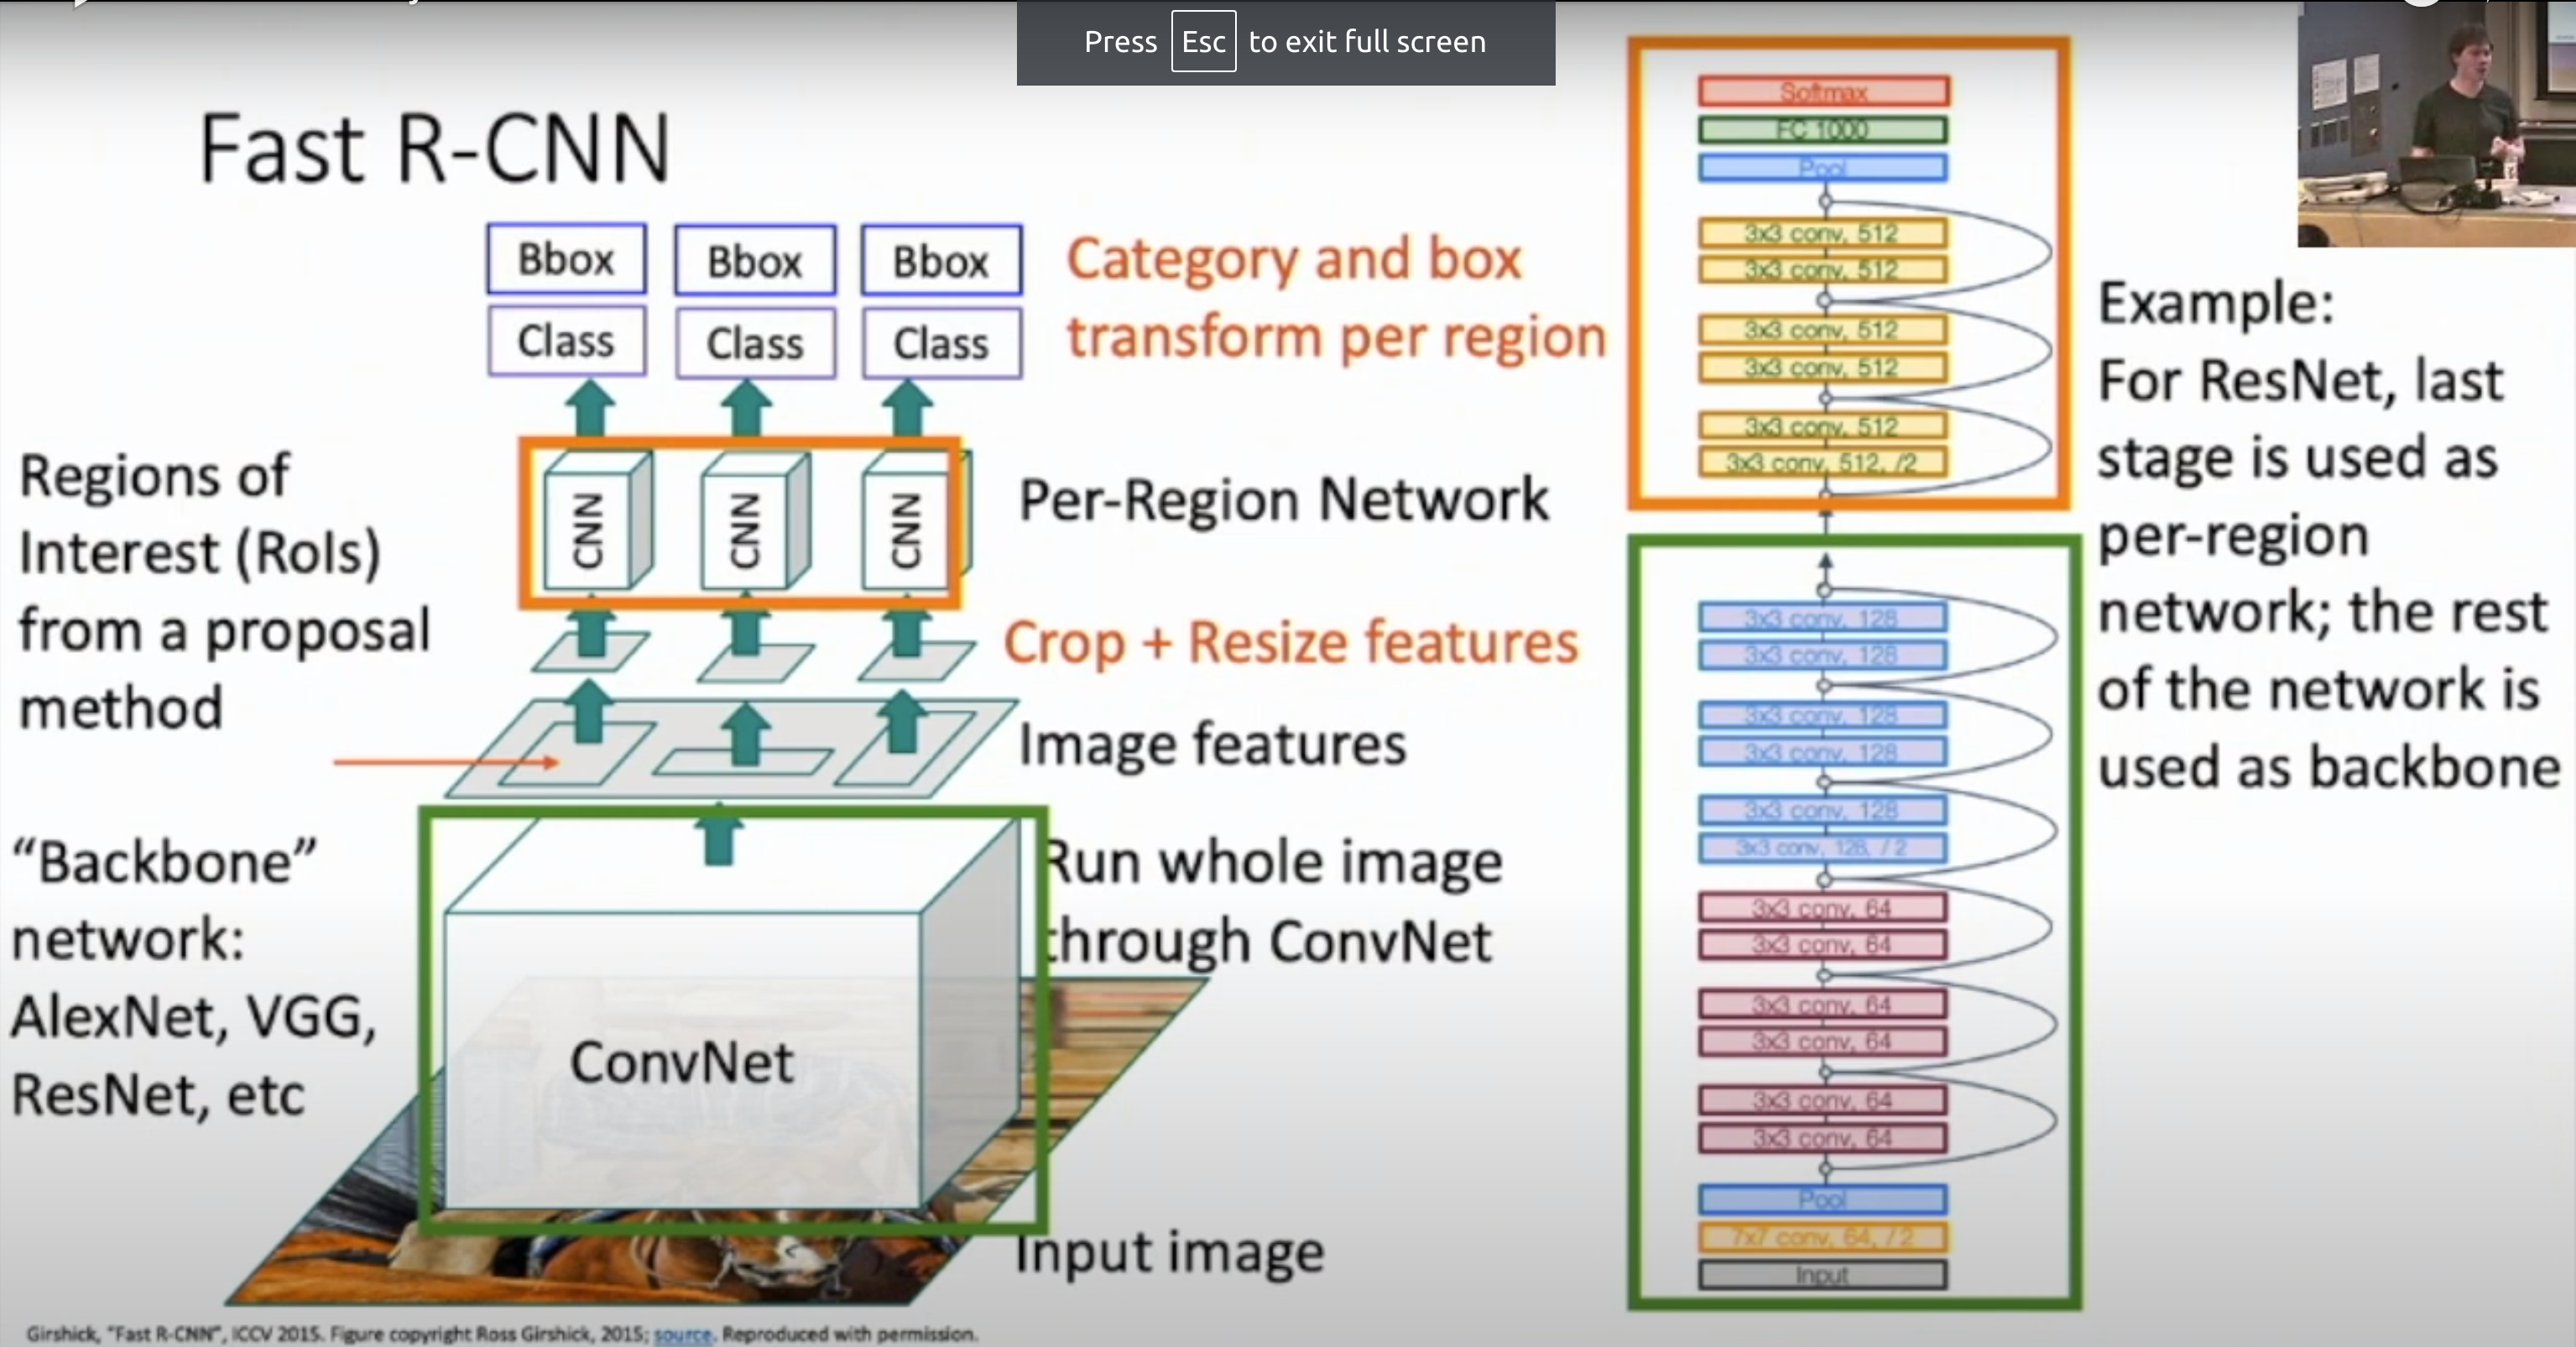 Press Esc to exit full screen
Fast R-CNN
Bbox Bbox Bbox
Class Class Class
Category and box
transform per region
CNN CNN CNN
Per-Region Network
Regions of
Interest (RoIs)
from a proposal
method
Crop + Resize features
Image features
"Backbone"
network:
AlexNet, VGG,
ResNet, etc
Run whole image
through ConvNet
ConvNet
Input image
Girshick, "Fast R-CNN", ICCV 2015. Figure copyright Ross Girshick, 2015; source. Reproduced with permission.
Softmax
FC 1000
Pool
3x3 conv, 512
3x3 conv, 512
3x3 conv, 512
3x3 conv, 512
3x3 conv, 512
3x3 conv, 512, /2
3x3 conv, 128
3x3 conv, 128
3x3 conv, 128
3x3 conv, 128
3x3 conv, 128
3x3 conv, 128, / 2
3x3 conv, 64
3x3 conv, 64
3x3 conv, 64
3x3 conv, 64
3x3 conv, 64
3x3 conv, 64
Pool
7x7 conv, 64, / 2
Input
Example:
For ResNet, last
stage is used as
per-region
network; the rest
of the network is
used as backbone